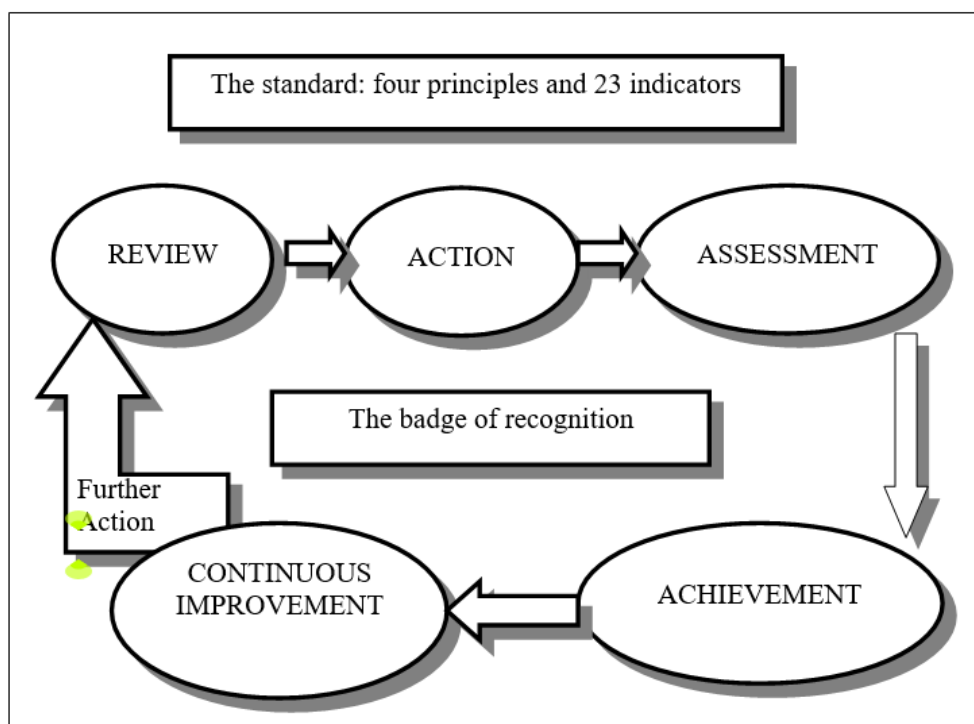 The standard: four principles and 23 indicators
REVIEW
ACTION
ASSESSMENT
The badge of recognition
Further
Action
CONTINUOUS
IMPROVEMENT
ACHIEVEMENT